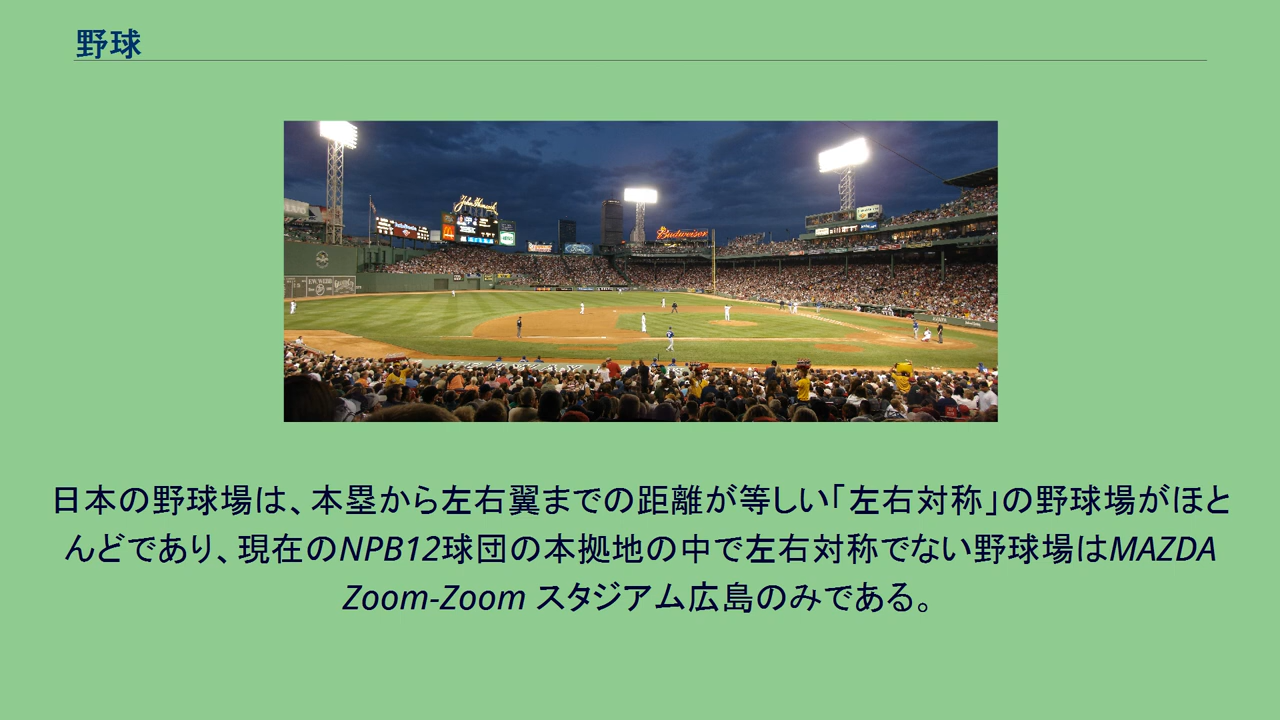 野球
John Hancock
Budweiser
Ford
日本の野球場は、本塁から左右翼までの距離が等しい「左右対称」の野球場がほと
んどであり、現在のNPB12球団の本拠地の中で左右対称でない野球場はMAZDA
Zoom-Zoom スタジアム広島のみである。